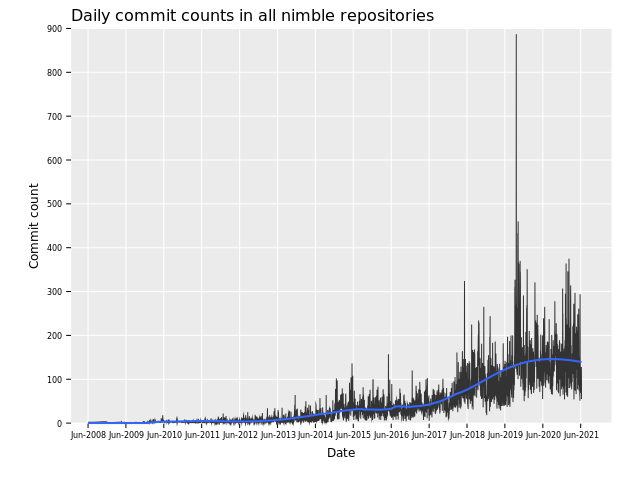 Daily commit counts in all nimble repositories
900
800
700
600
500
400
300
200
100
0
Commit count
Jun-2008 Jun-2009 Jun-2010 Jun-2011 Jun-2012 Jun-2013 Jun-2014 Jun-2015 Jun-2016 Jun-2017 Jun-2018 Jun-2019 Jun-2020 Jun-2021
Date